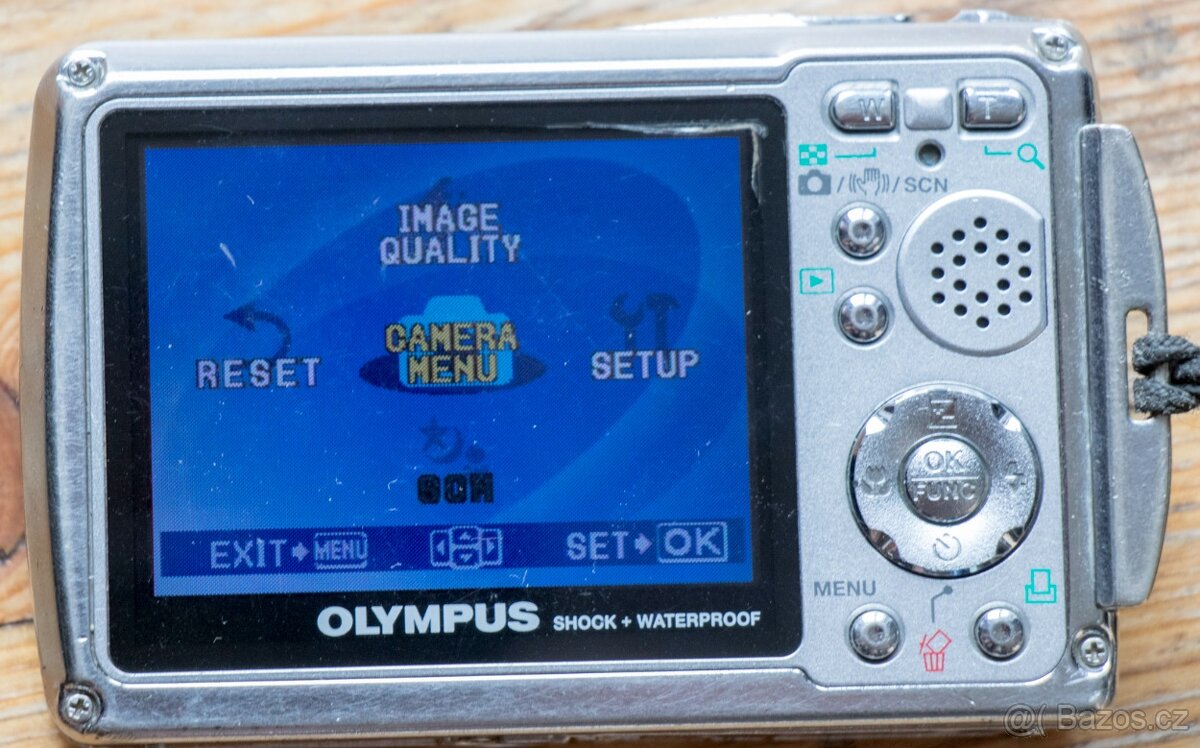 W
T
/ / SCN
IMAGE
QUALITY
RESET
CAMERA
MENU
SETUP
SCN
OK
FUNC
EXIT MENU
SET OK
MENU
OLYMPUS SHOCK + WATERPROOF
Bazos.cz